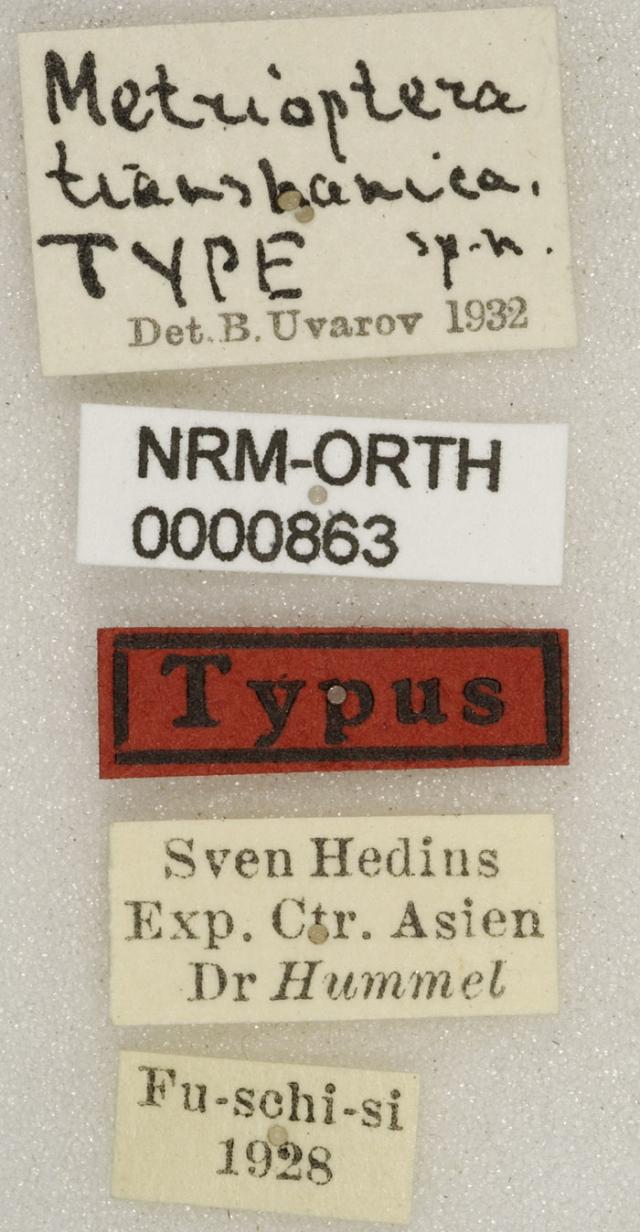 Metrioptera
tianshanica.
TYPE sp. n.
Det. B. Uvarov 1932
NRM-ORTH
0000863
Typus
Sven Hedins
Exp. Ctr. Asien
Dr Hummel
Fu-schi-si
1928